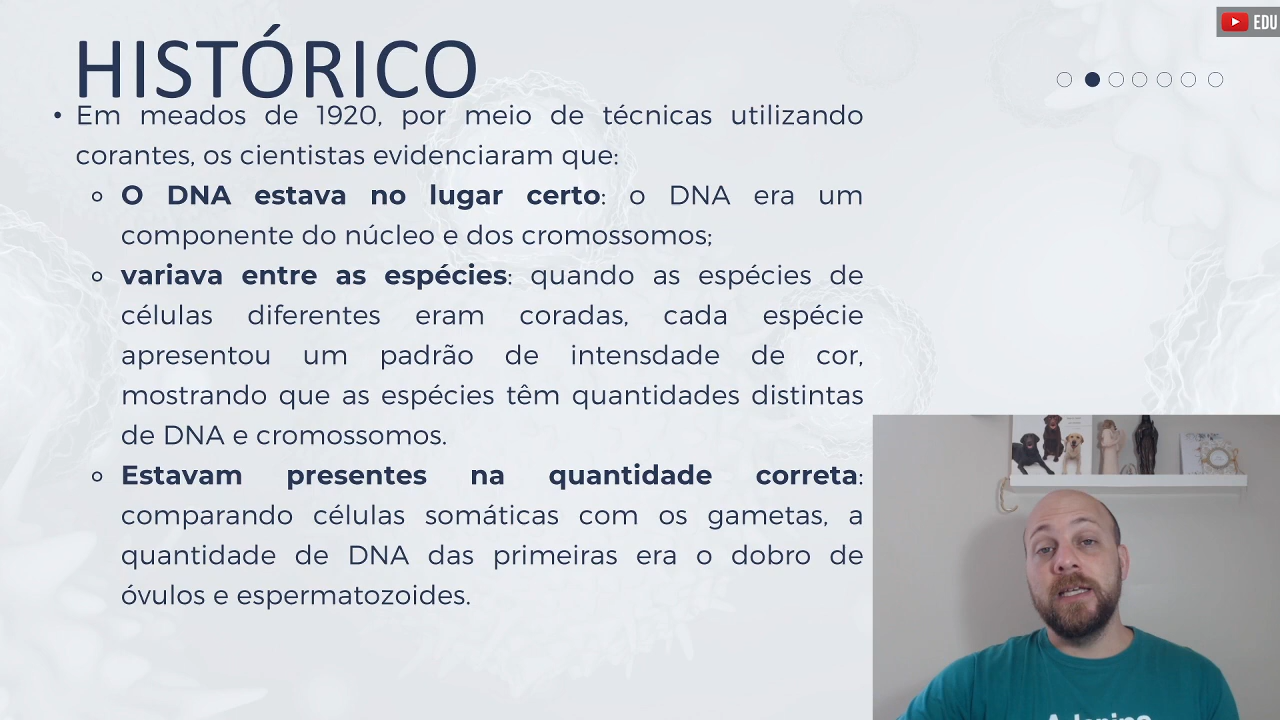 EDU
HISTÓRICO
• Em meados de 1920, por meio de técnicas utilizando
corantes, os cientistas evidenciaram que:
O DNA estava no lugar certo: o DNA era um
componente do núcleo e dos cromossomos;
variava entre as espécies: quando as espécies de
células diferentes eram coradas, cada espécie
apresentou um padrão de intensdade de cor,
mostrando que as espécies têm quantidades distintas
de DNA e cromossomos.
Estavam presentes na quantidade correta:
comparando células somáticas com os gametas, a
quantidade de DNA das primeiras era o dobro de
óvulos e espermatozoides.